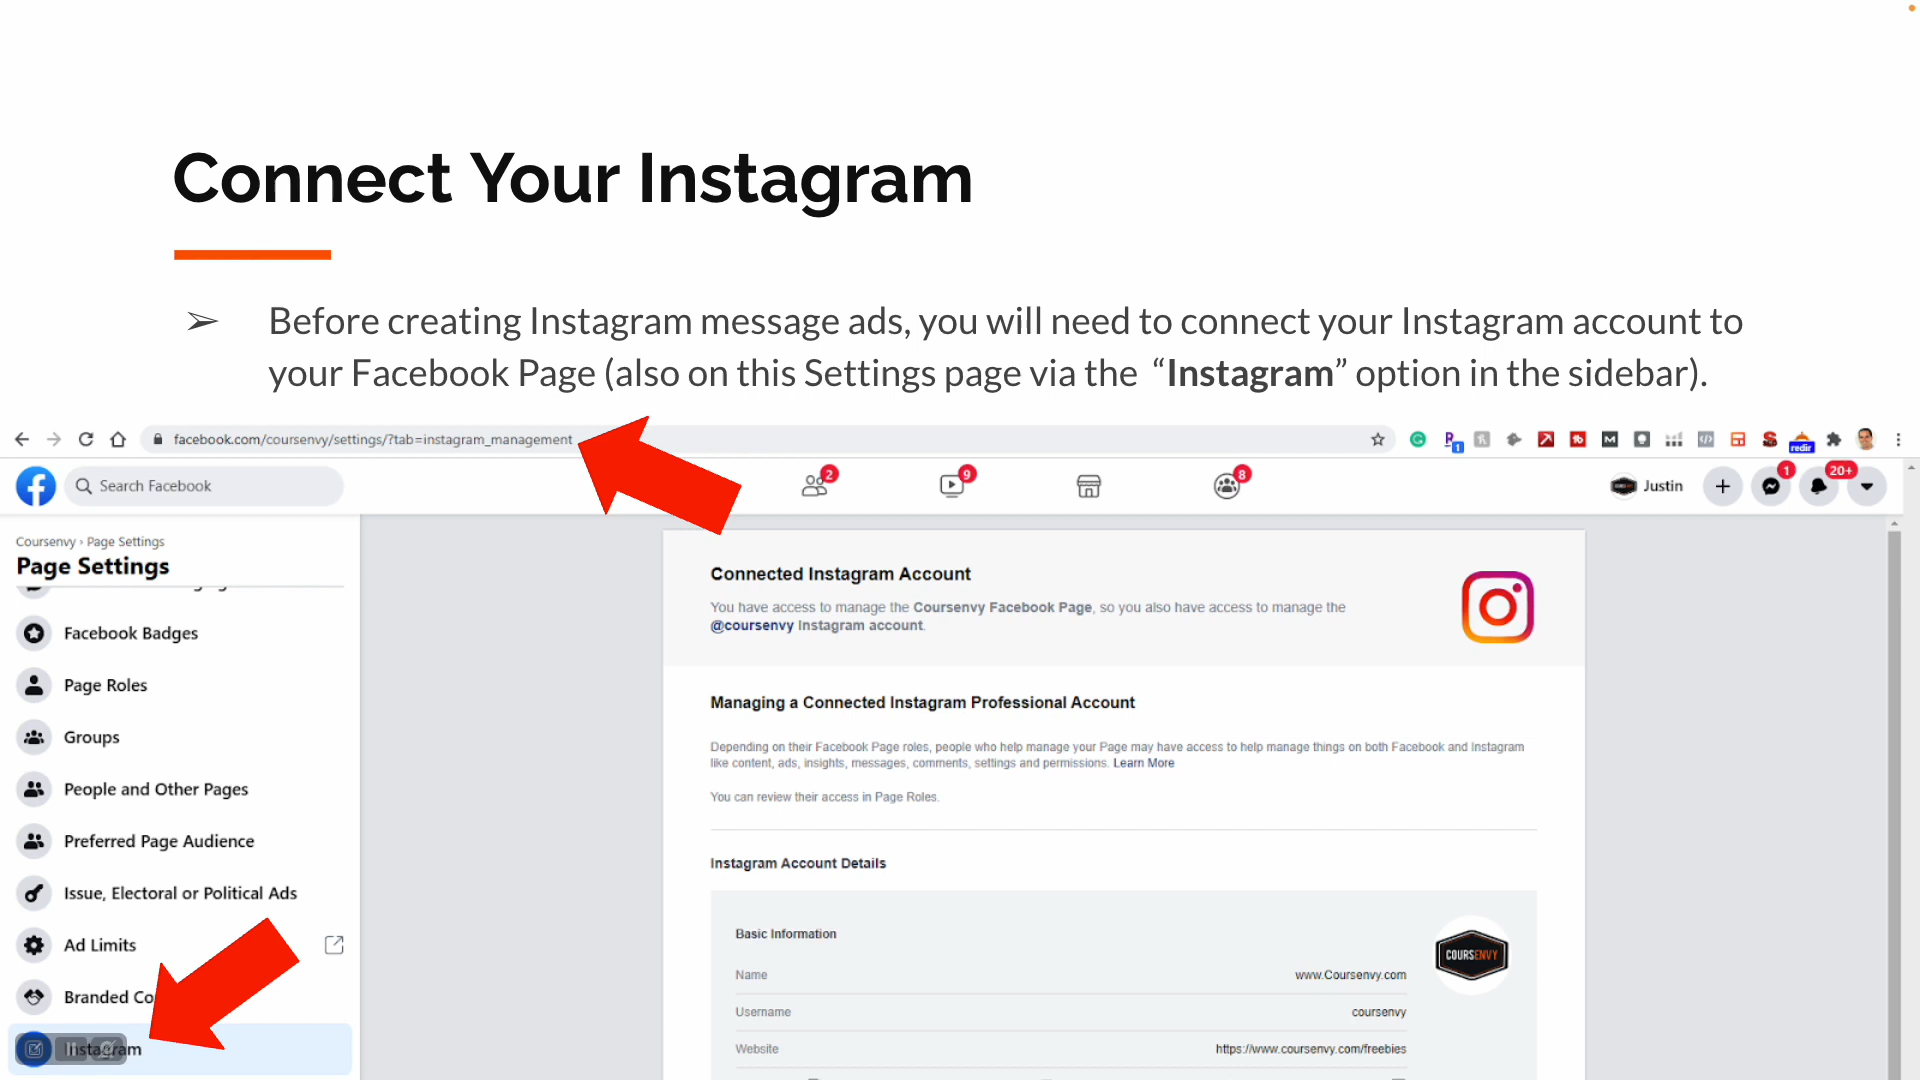 Connect Your Instagram
➢ Before creating Instagram message ads, you will need to connect your Instagram account to
your Facebook Page (also on this Settings page via the “Instagram” option in the sidebar).
facebook.com/coursenvy/settings/?tab=instagram_management
1
redir
Search Facebook
2
9
8
Justin
1
20+
Coursenvy › Page Settings
Page Settings
Facebook Badges
Page Roles
Groups
People and Other Pages
Preferred Page Audience
Issue, Electoral or Political Ads
Ad Limits
Branded Co
Instagram
Connected Instagram Account
You have access to manage the Coursenvy Facebook Page, so you also have access to manage the
@coursenvy Instagram account.
Managing a Connected Instagram Professional Account
Depending on their Facebook Page roles, people who help manage your Page may have access to help manage things on both Facebook and Instagram
like content, ads, insights, messages, comments, settings and permissions. Learn More
You can review their access in Page Roles.
Instagram Account Details
Basic Information
COURSENVY
Name www.Coursenvy.com
Username coursenvy
Website https://www.coursenvy.com/freebies